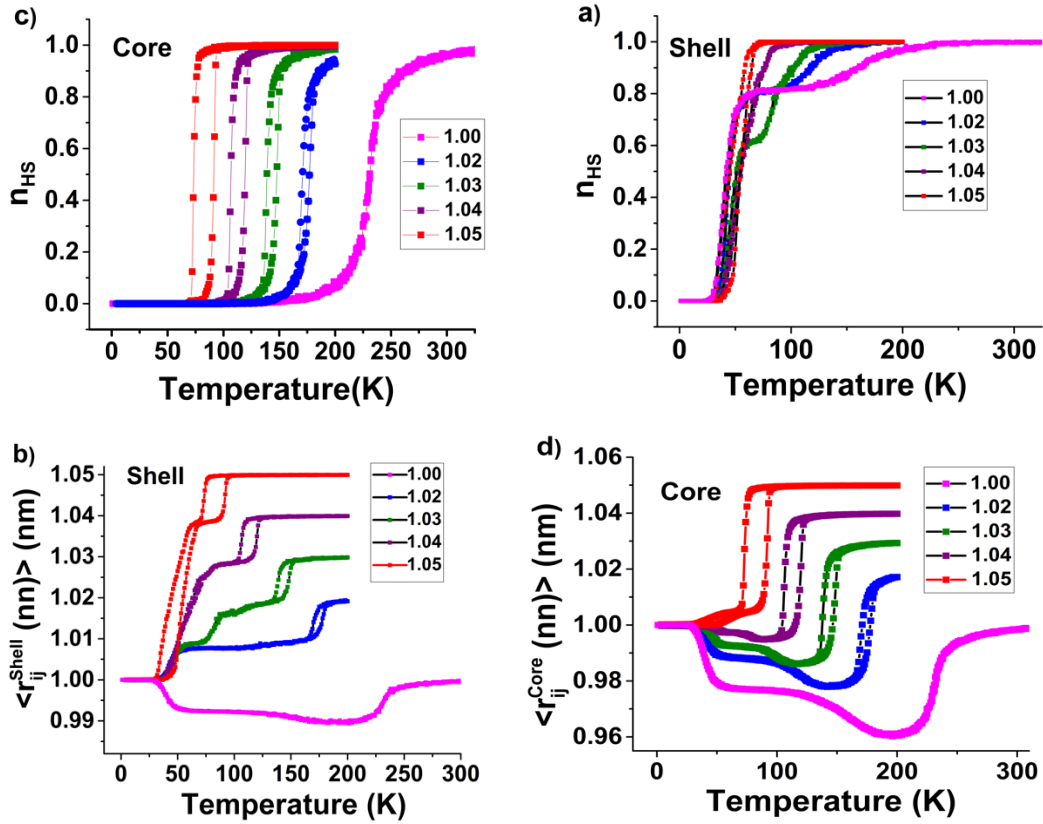 c)
Core
1.0
0.8
0.6
0.4
0.2
0.0
n_HS
1.00
1.02
1.03
1.04
1.05
0 50 100 150 200 250 300
Temperature(K)
a)
Shell
1.0
0.8
0.6
0.4
0.2
0.0
n_HS
1.00
1.02
1.03
1.04
1.05
0 100 200 300
Temperature (K)
b)
Shell
1.05
1.04
1.03
1.02
1.01
1.00
0.99
<r_ij^Shell (nn)> (nm)
1.00
1.02
1.03
1.04
1.05
0 50 100 150 200 250 300
Temperature (K)
d)
Core
1.06
1.04
1.02
1.00
0.98
0.96
<r_ij^Core (nn)> (nm)
1.00
1.02
1.03
1.04
1.05
0 100 200 300
Temperature (K)